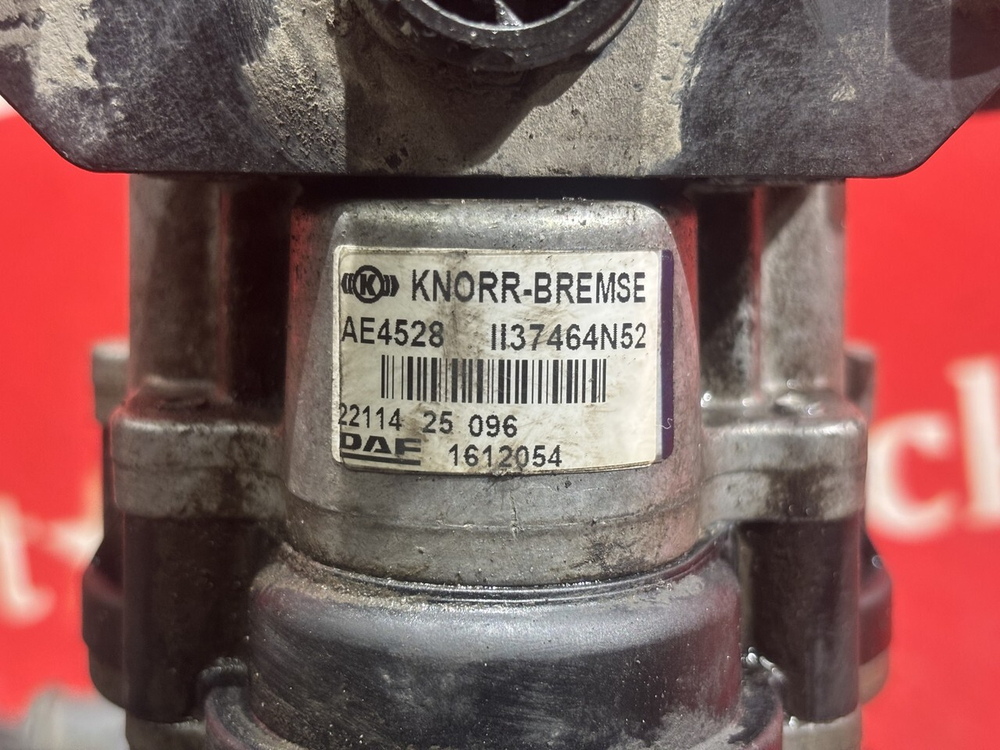 K KNORR-BREMSE
AE4528 II37464N52
22114 25 096
DAF 1612054